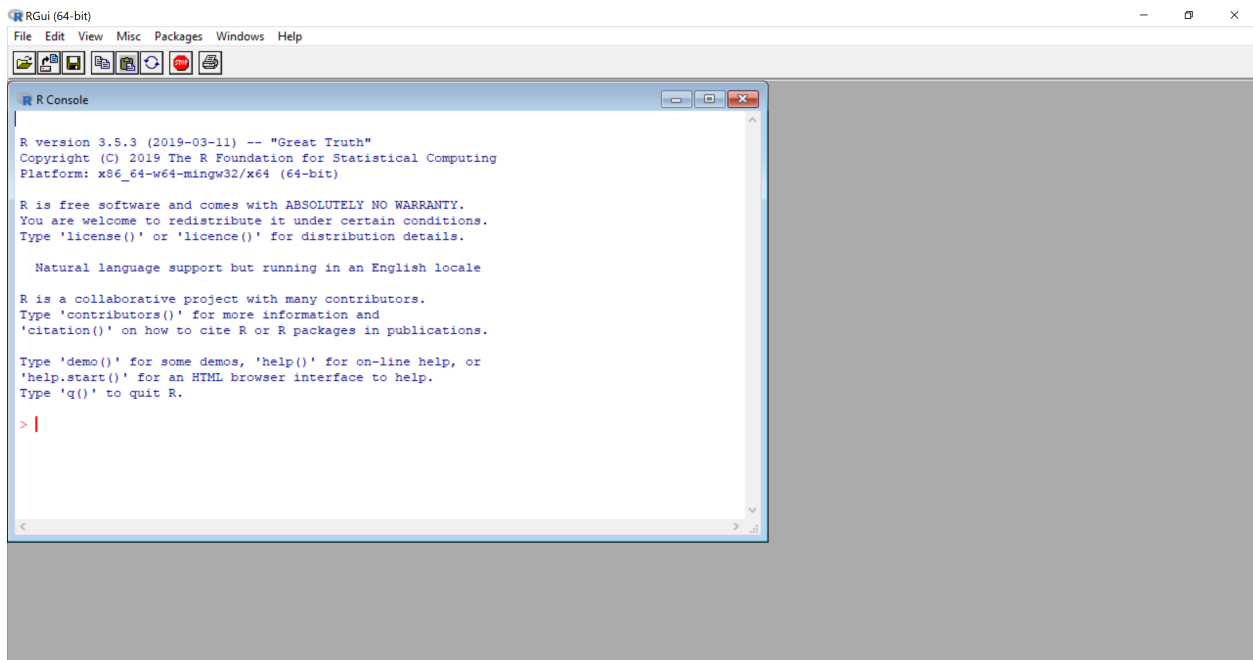 RGui (64-bit)
File Edit View Misc Packages Windows Help
STOP
R Console
R version 3.5.3 (2019-03-11) -- "Great Truth"
Copyright (C) 2019 The R Foundation for Statistical Computing
Platform: x86_64-w64-mingw32/x64 (64-bit)
R is free software and comes with ABSOLUTELY NO WARRANTY.
You are welcome to redistribute it under certain conditions.
Type 'license()' or 'licence()' for distribution details.
Natural language support but running in an English locale
R is a collaborative project with many contributors.
Type 'contributors()' for more information and
'citation()' on how to cite R or R packages in publications.
Type 'demo()' for some demos, 'help()' for on-line help, or
'help.start()' for an HTML browser interface to help.
Type 'q()' to quit R.
>